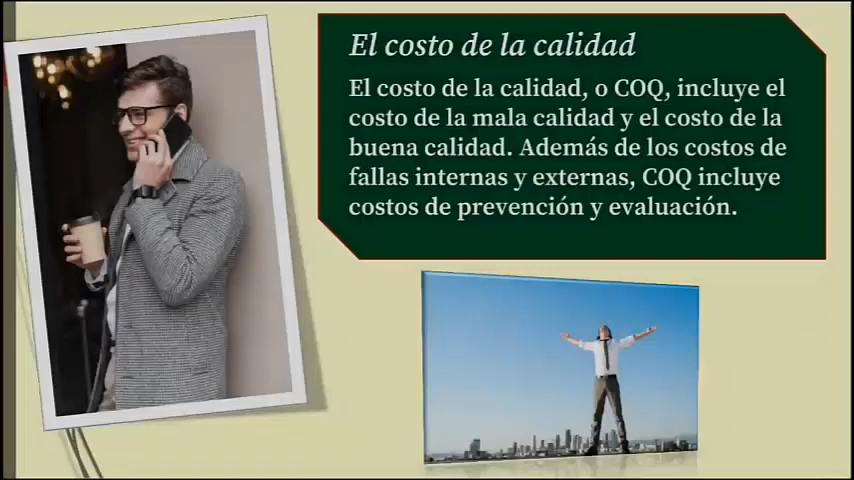 El costo de la calidad
El costo de la calidad, o COQ, incluye el
costo de la mala calidad y el costo de la
buena calidad. Además de los costos de
fallas internas y externas, COQ incluye
costos de prevención y evaluación.